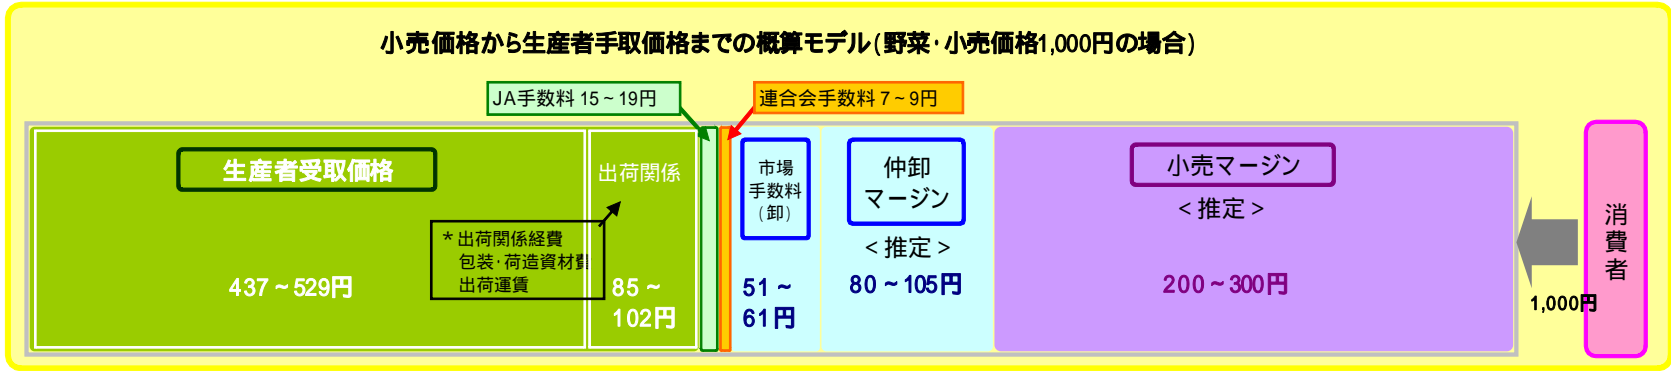 小売価格から生産者手取価格までの概算モデル(野菜・小売価格1,000円の場合)
JA手数料 15~19円
連合会手数料 7~9円
生産者受取価格
437~529円
出荷関係
*出荷関係経費
包装・荷造資材費
出荷運賃
85~
102円
市場
手数料
(卸)
51~
61円
仲卸
マージン
<推定>
80~105円
小売マージン
<推定>
200~300円
1,000円
消
費
者